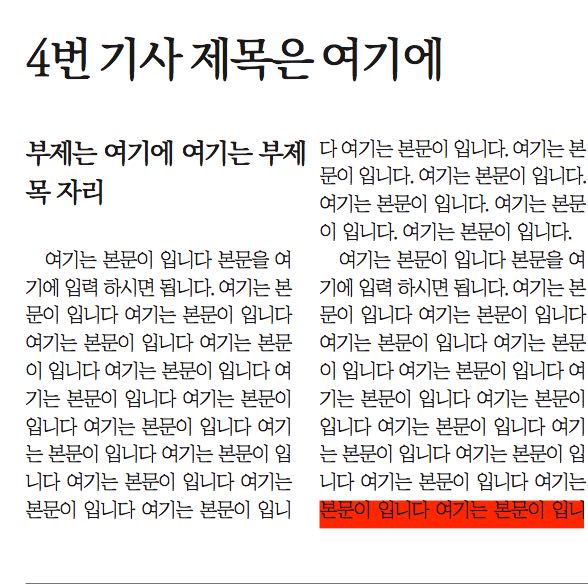 4번 기사 제목은 여기에
부제는 여기에 여기는 부제
목 자리
여기는 본문이 입니다 본문을 여
기에 입력 하시면 됩니다. 여기는 본
문이 입니다 여기는 본문이 입니다
여기는 본문이 입니다 여기는 본문
이 입니다 여기는 본문이 입니다 여
기는 본문이 입니다 여기는 본문이
입니다 여기는 본문이 입니다 여기
는 본문이 입니다 여기는 본문이 입
니다 여기는 본문이 입니다 여기는
본문이 입니다 여기는 본문이 입니
다 여기는 본문이 입니다. 여기는 본
문이 입니다. 여기는 본문이 입니다.
여기는 본문이 입니다. 여기는 본문
이 입니다. 여기는 본문이 입니다.
여기는 본문이 입니다 본문을 여
기에 입력 하시면 됩니다. 여기는 본
문이 입니다 여기는 본문이 입니다
여기는 본문이 입니다 여기는 본문
이 입니다 여기는 본문이 입니다 여
기는 본문이 입니다 여기는 본문이
입니다 여기는 본문이 입니다 여기
는 본문이 입니다 여기는 본문이 입
니다 여기는 본문이 입니다 여기는
본문이 입니다 여기는 본문이 입니